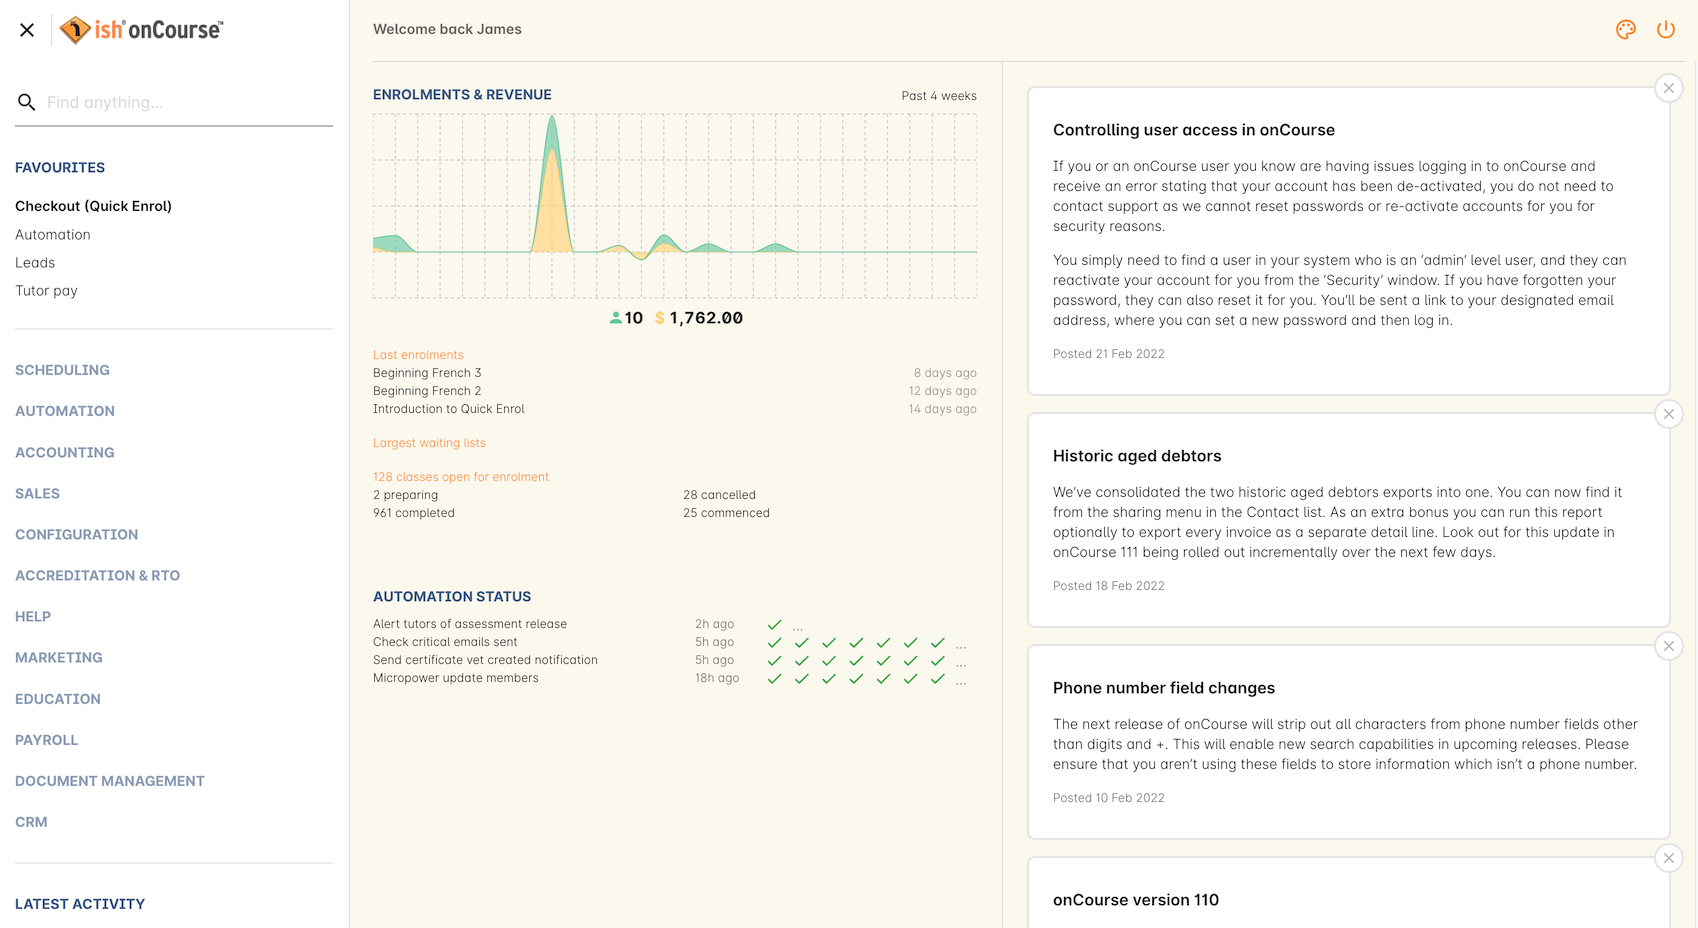 ish® onCourse™
Find anything...
FAVOURITES
Checkout (Quick Enrol)
Automation
Leads
Tutor pay
SCHEDULING
AUTOMATION
ACCOUNTING
SALES
CONFIGURATION
ACCREDITATION & RTO
HELP
MARKETING
EDUCATION
PAYROLL
DOCUMENT MANAGEMENT
CRM
LATEST ACTIVITY
Welcome back James
ENROLMENTS & REVENUE
Past 4 weeks
10 $ 1,762.00
Last enrolments
Beginning French 3 8 days ago
Beginning French 2 12 days ago
Introduction to Quick Enrol 14 days ago
Largest waiting lists
128 classes open for enrolment
2 preparing 28 cancelled
961 completed 25 commenced
AUTOMATION STATUS
Alert tutors of assessment release 2h ago ...
Check critical emails sent 5h ago ...
Send certificate vet created notification 5h ago ...
Micropower update members 18h ago ...
Controlling user access in onCourse
If you or an onCourse user you know are having issues logging in to onCourse and
receive an error stating that your account has been de-activated, you do not need to
contact support as we cannot reset passwords or re-activate accounts for you for
security reasons.
You simply need to find a user in your system who is an ‘admin’ level user, and they can
reactivate your account for you from the ‘Security’ window. If you have forgotten your
password, they can also reset it for you. You’ll be sent a link to your designated email
address, where you can set a new password and then log in.
Posted 21 Feb 2022
Historic aged debtors
We’ve consolidated the two historic aged debtors exports into one. You can now find it
from the sharing menu in the Contact list. As an extra bonus you can run this report
optionally to export every invoice as a separate detail line. Look out for this update in
onCourse 111 being rolled out incrementally over the next few days.
Posted 18 Feb 2022
Phone number field changes
The next release of onCourse will strip out all characters from phone number fields other
than digits and +. This will enable new search capabilities in upcoming releases. Please
ensure that you aren’t using these fields to store information which isn’t a phone number.
Posted 10 Feb 2022
onCourse version 110